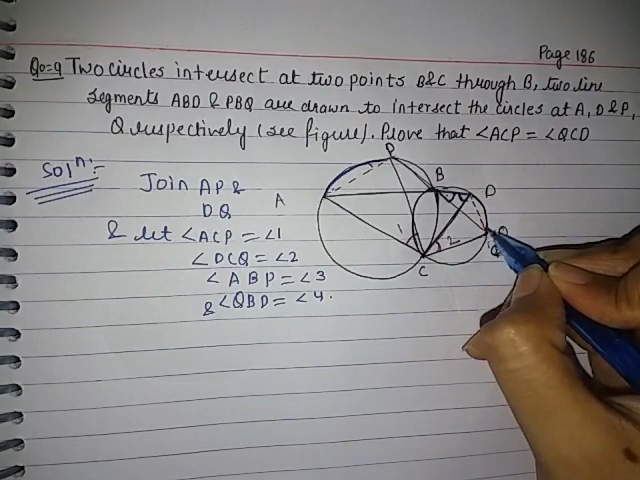 Page 186
Qo=9 Two circles intersect at two points B&C through B, two line
segments ABD & PBQ are drawn to intersect the circles at A, D & P,
Q respectively (see figure). Prove that ∠ACP = ∠QCD
Solⁿ:-
Join AP &
DQ
& let ∠ACP = ∠1
∠DCQ = ∠2
∠ABP = ∠3
& ∠QBD = ∠4.
P
B
D
A
1
2
Q
C